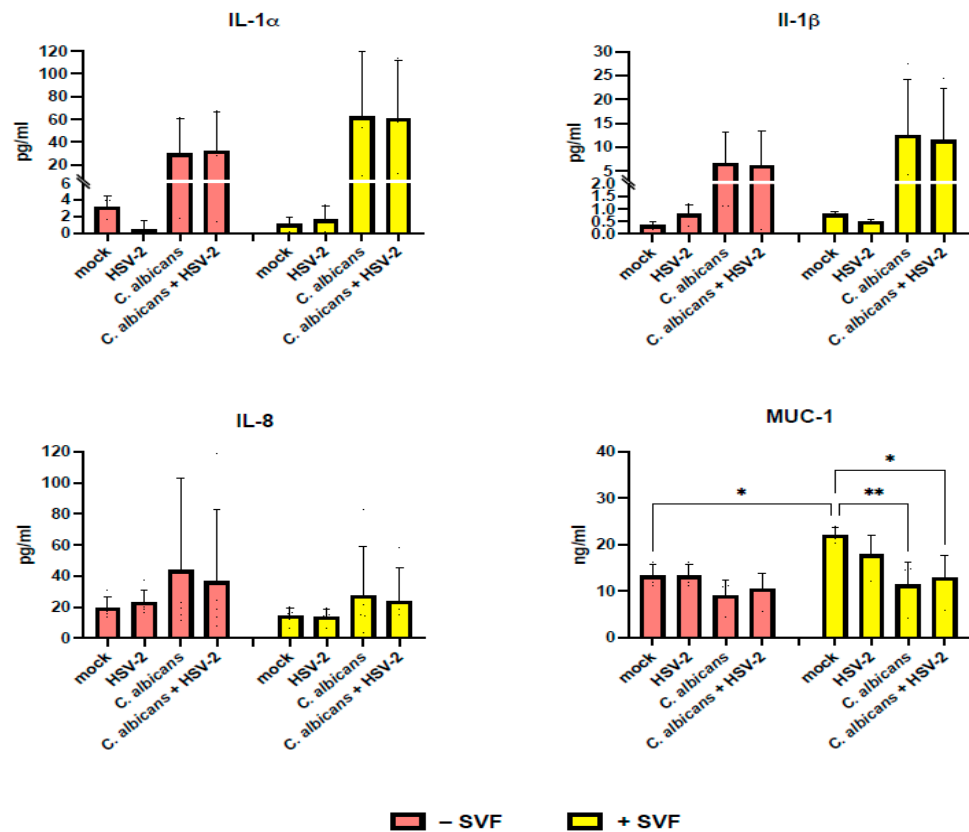 IL-1α
120
100
80
60
40
20
6
4
2
0
pg/ml
mock
HSV-2
C. albicans
C. albicans + HSV-2
mock
HSV-2
C. albicans
C. albicans + HSV-2
Il-1β
30
25
20
15
10
5
2.0
1.5
1.0
0.5
0.0
pg/ml
mock
HSV-2
C. albicans
C. albicans + HSV-2
mock
HSV-2
C. albicans
C. albicans + HSV-2
IL-8
120
100
80
60
40
20
0
pg/ml
mock
HSV-2
C. albicans
C. albicans + HSV-2
mock
HSV-2
C. albicans
C. albicans + HSV-2
MUC-1
40
30
20
10
0
ng/ml
*
**
*
mock
HSV-2
C. albicans
C. albicans + HSV-2
mock
HSV-2
C. albicans
C. albicans + HSV-2
– SVF
+ SVF